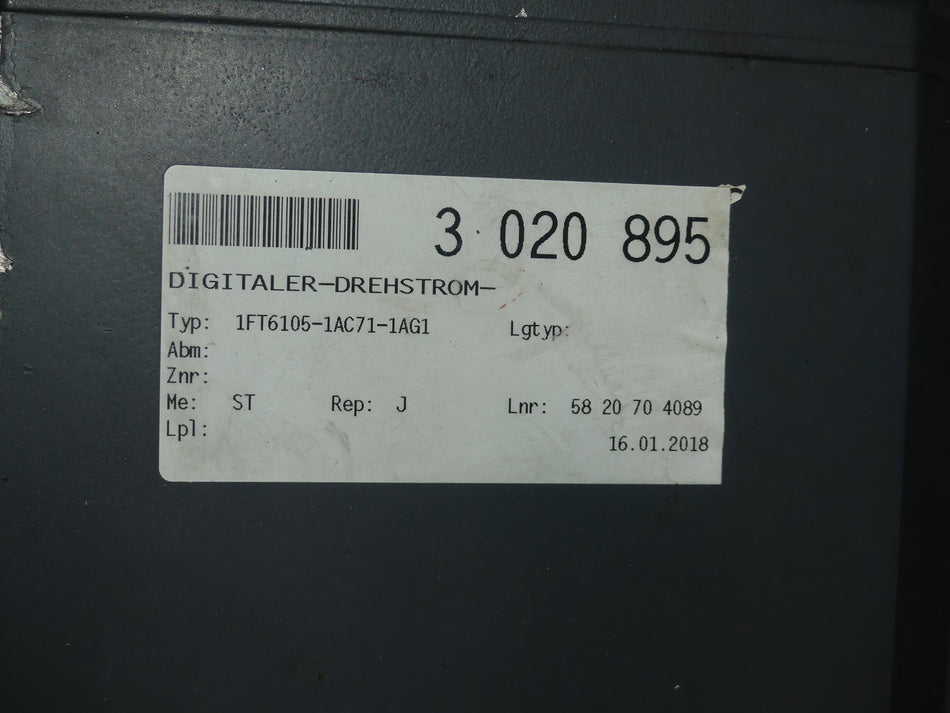 3 020 895
DIGITALER-DREHSTROM-
Typ: 1FT6105-1AC71-1AG1 Lgtyp:
Abm:
Znr:
Me: ST Rep: J Lnr: 58 20 70 4089
Lpl:
16.01.2018